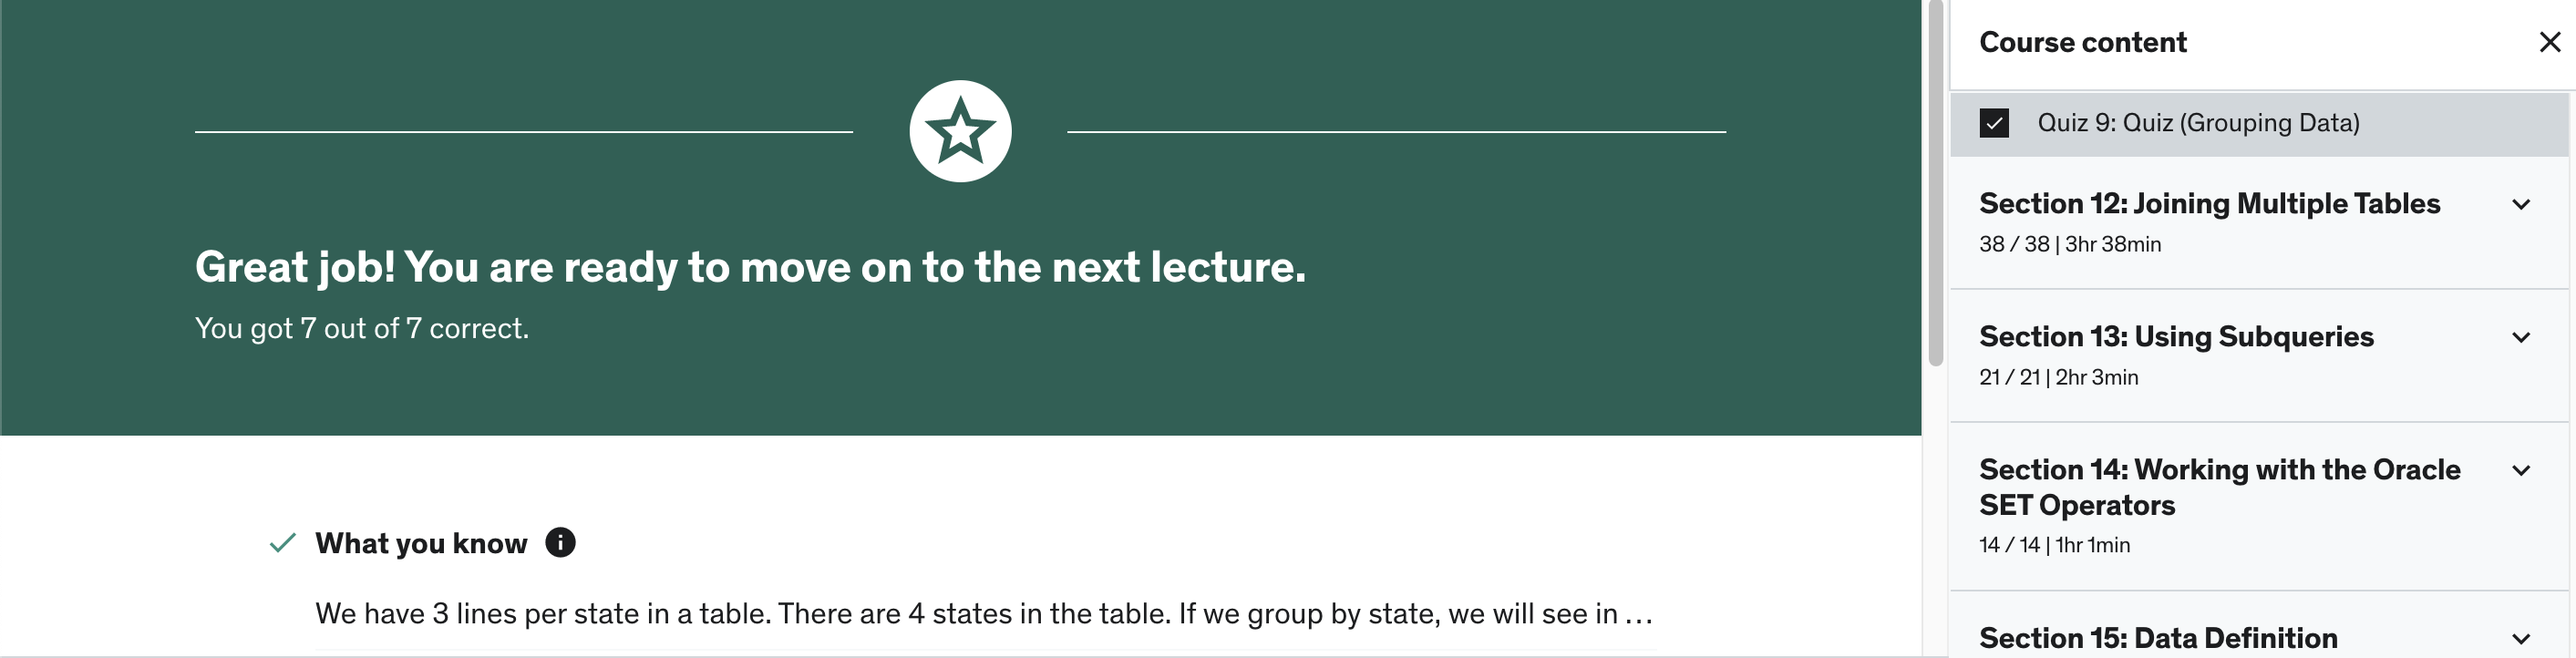 Great job! You are ready to move on to the next lecture.
You got 7 out of 7 correct.
What you know
We have 3 lines per state in a table. There are 4 states in the table. If we group by state, we will see in ...
Course content
Quiz 9: Quiz (Grouping Data)
Section 12: Joining Multiple Tables
38 / 38 | 3hr 38min
Section 13: Using Subqueries
21 / 21 | 2hr 3min
Section 14: Working with the Oracle
SET Operators
14 / 14 | 1hr 1min
Section 15: Data Definition